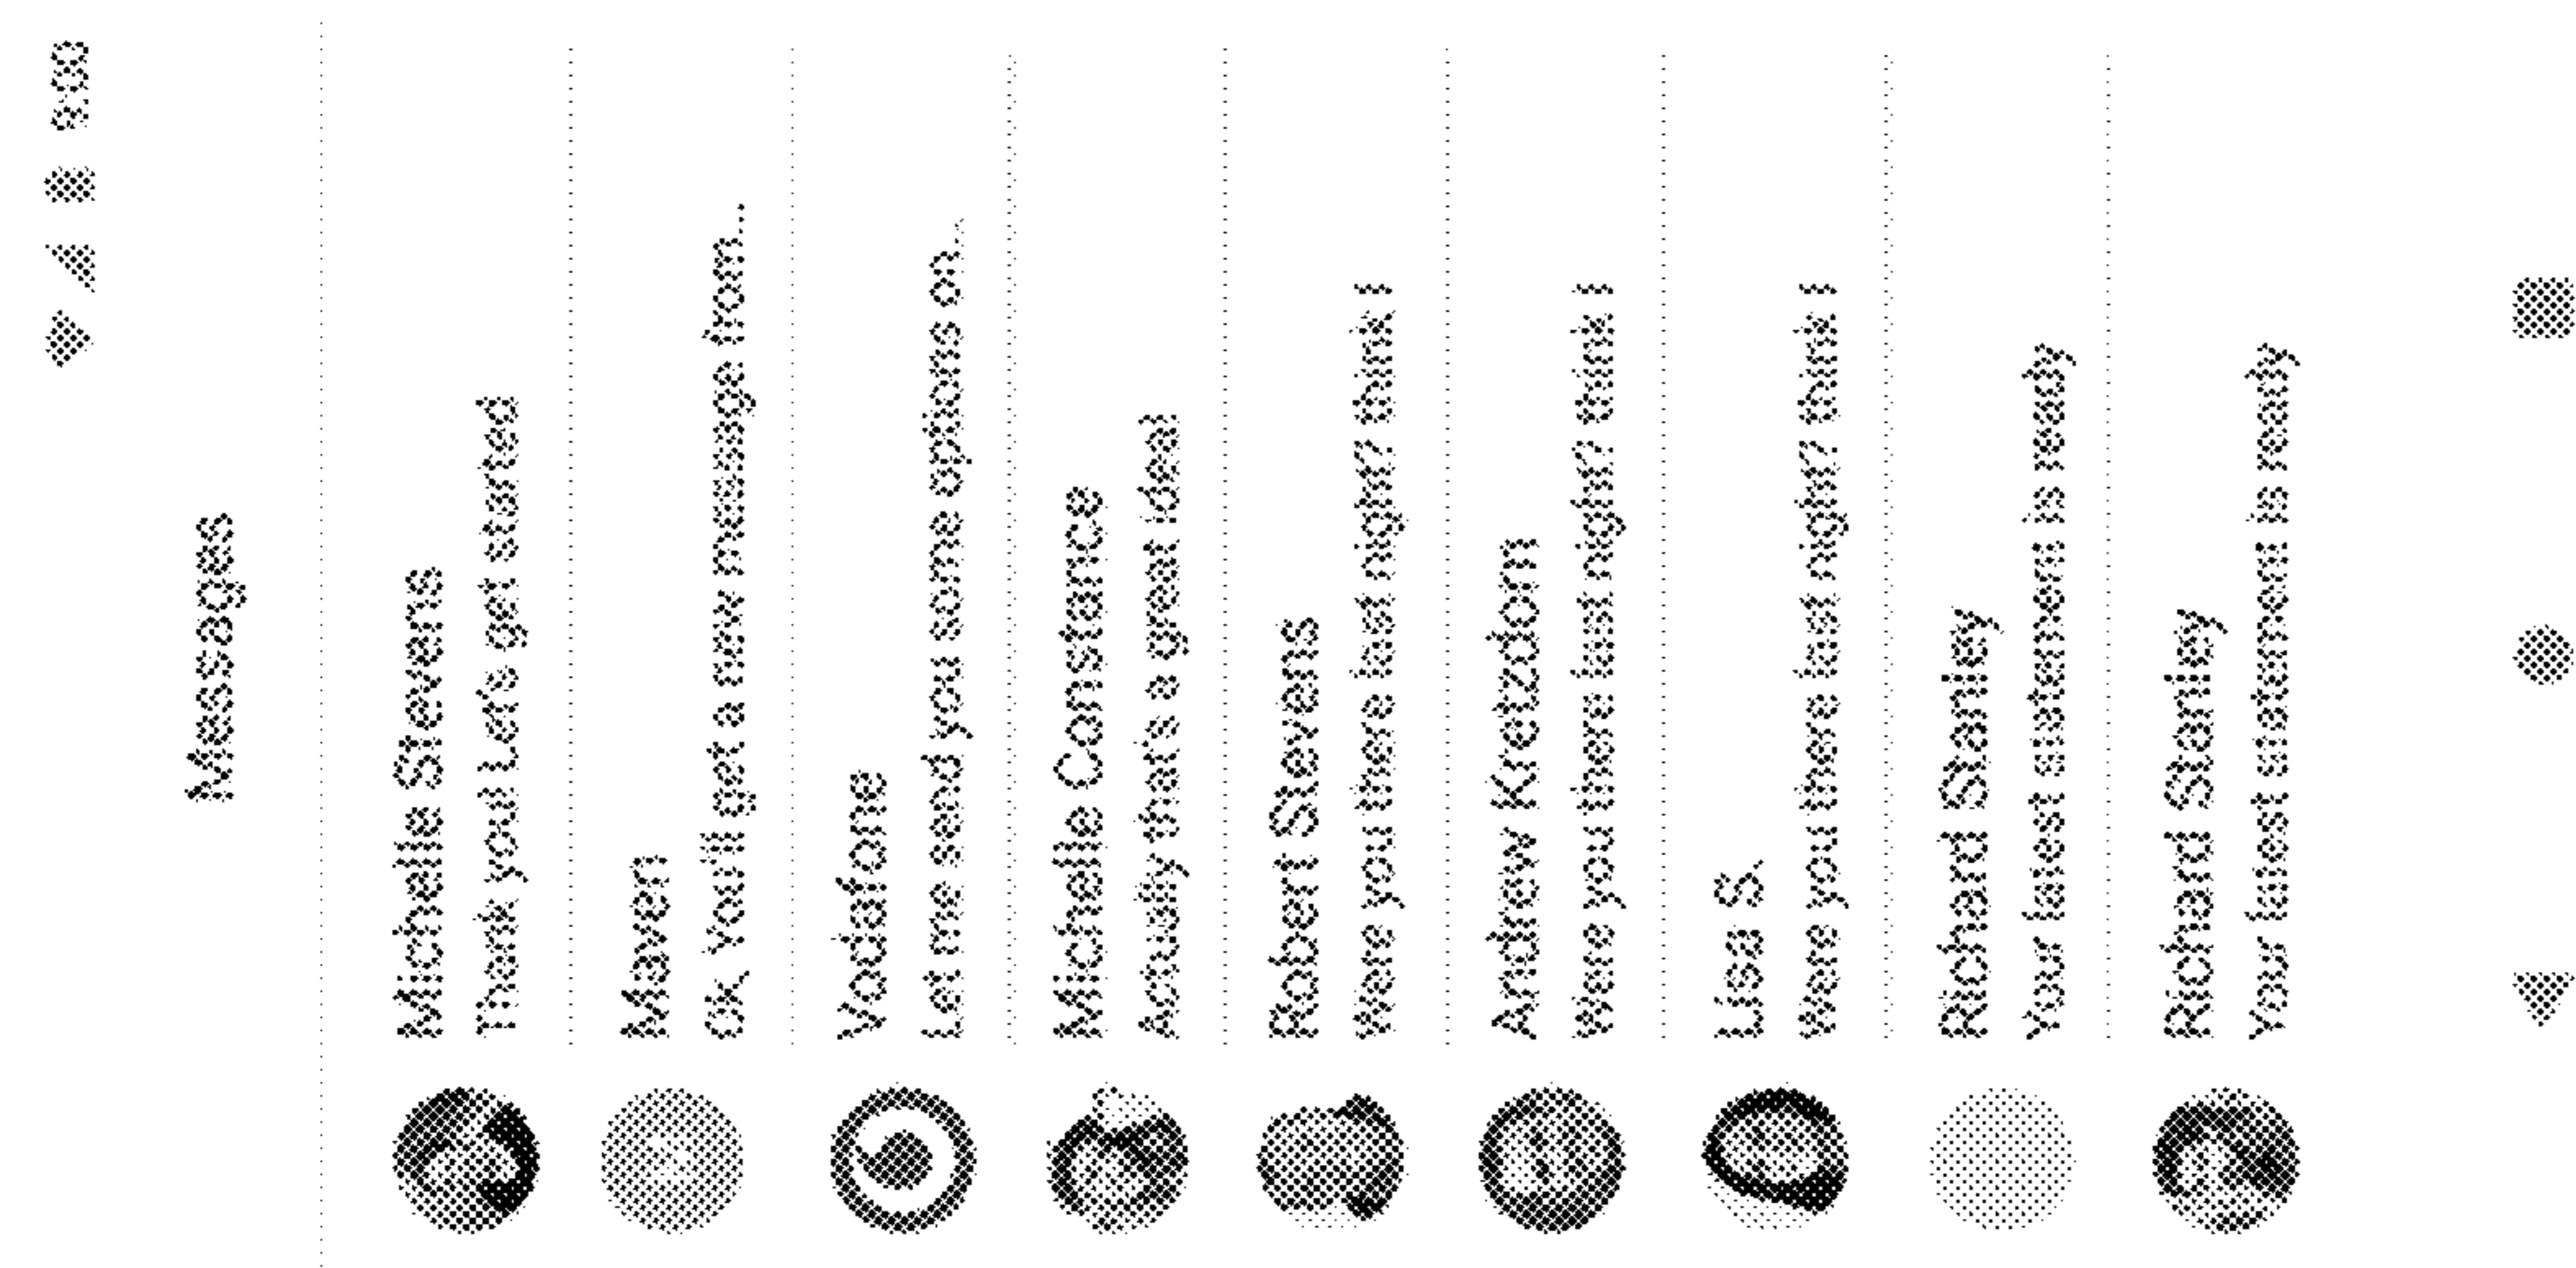 Messages
Michelle Stevens
Thank you! Let's get started
Maven
OK. You'll get a new message from...
Vodafone
Let me send you some options on...
Michelle Constance
Actually that's a great idea!
Robert Stevens
were you there last night? think I
Andrew Kretzdorn
were you there last night? think I
Lisa S.
were you there last night? think I
Richard Stanley
Your latest statement is ready
Richard Stanley
Your latest statement is ready